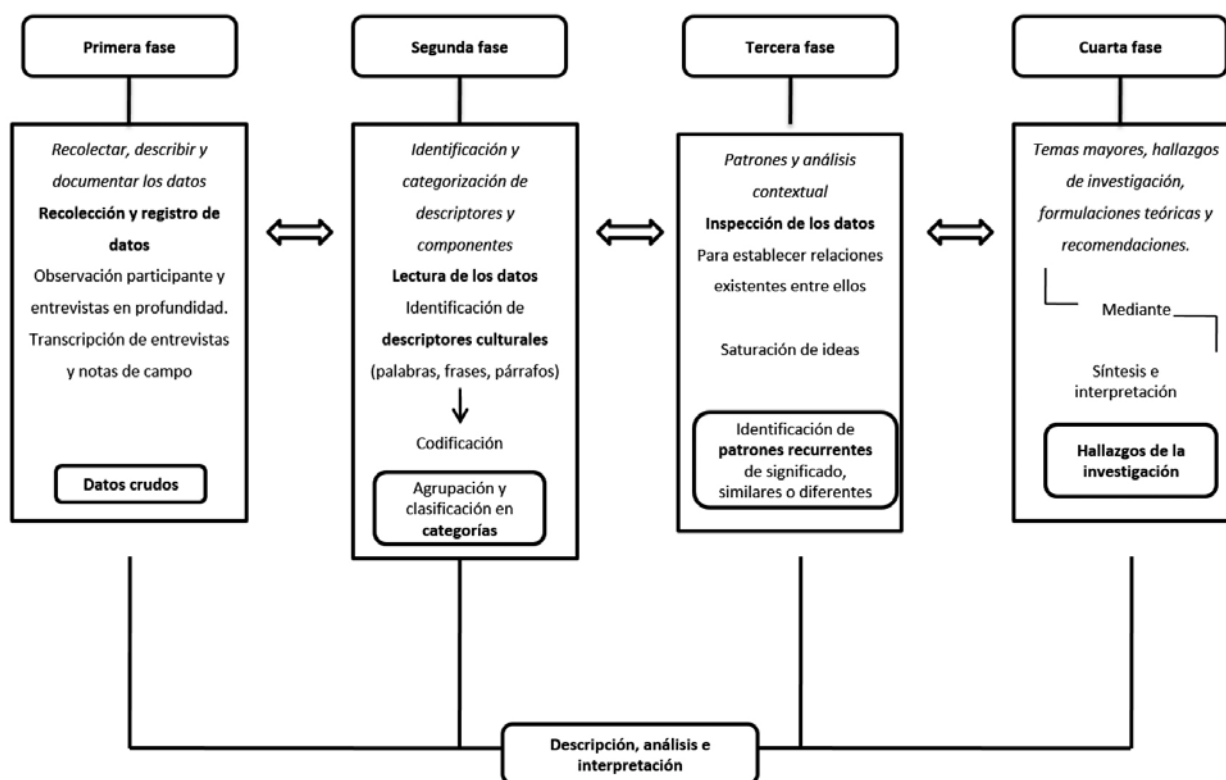 Primera fase
Recolectar, describir y
documentar los datos
Recolección y registro de
datos
Observación participante y
entrevistas en profundidad.
Transcripción de entrevistas
y notas de campo
Datos crudos
Segunda fase
Identificación y
categorización de
descriptores y
componentes
Lectura de los datos
Identificación de
descriptores culturales
(palabras, frases, párrafos)
Codificación
Agrupación y
clasificación en
categorías
Tercera fase
Patrones y análisis
contextual
Inspección de los datos
Para establecer relaciones
existentes entre ellos
Saturación de ideas
Identificación de
patrones recurrentes
de significado,
similares o diferentes
Cuarta fase
Temas mayores, hallazgos
de investigación,
formulaciones teóricas y
recomendaciones.
Mediante
Síntesis e
interpretación
Hallazgos de la
investigación
Descripción, análisis e
interpretación